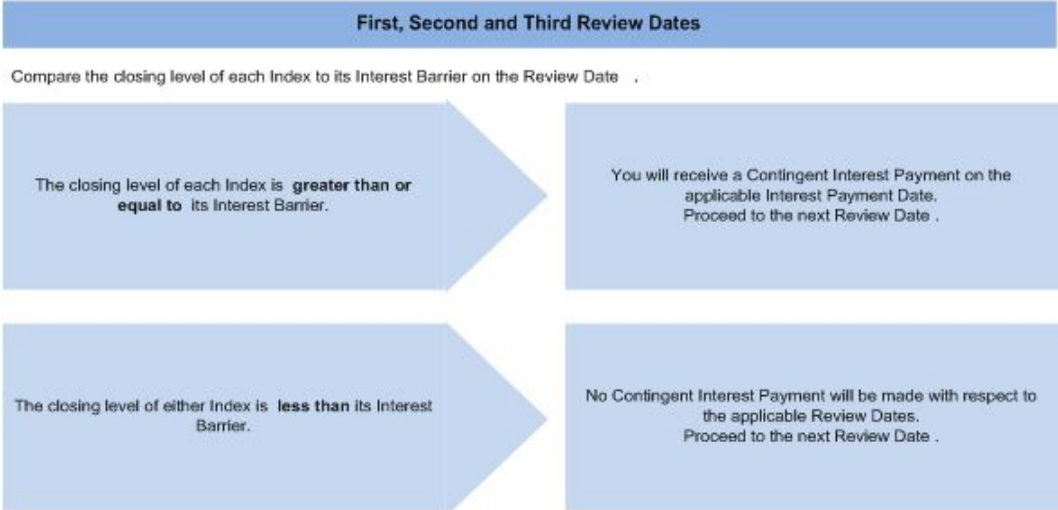 First, Second and Third Review Dates
Compare the closing level of each Index to its Interest Barrier on the Review Date .
The closing level of each Index is greater than or
equal to its Interest Barrier.
You will receive a Contingent Interest Payment on the
applicable Interest Payment Date.
Proceed to the next Review Date .
The closing level of either Index is less than its Interest
Barrier.
No Contingent Interest Payment will be made with respect to
the applicable Review Dates.
Proceed to the next Review Date .